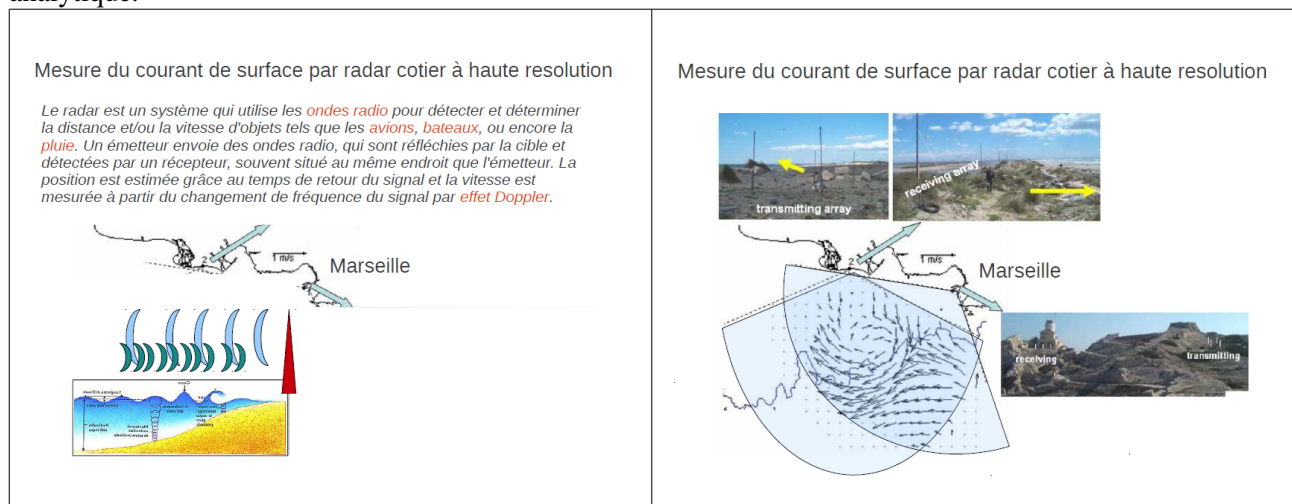 analytique.
Mesure du courant de surface par radar cotier à haute resolution
Le radar est un système qui utilise les ondes radio pour détecter et déterminer
la distance et/ou la vitesse d'objets tels que les avions, bateaux, ou encore la
pluie. Un émetteur envoie des ondes radio, qui sont réfléchies par la cible et
détectées par un récepteur, souvent situé au même endroit que l'émetteur. La
position est estimée grâce au temps de retour du signal et la vitesse est
mesurée à partir du changement de fréquence du signal par effet Doppler.
2
1 m/s
Marseille
Mesure du courant de surface par radar cotier à haute resolution
transmitting array
receiving array
2
1 m/s
Marseille
receiving
transmitting